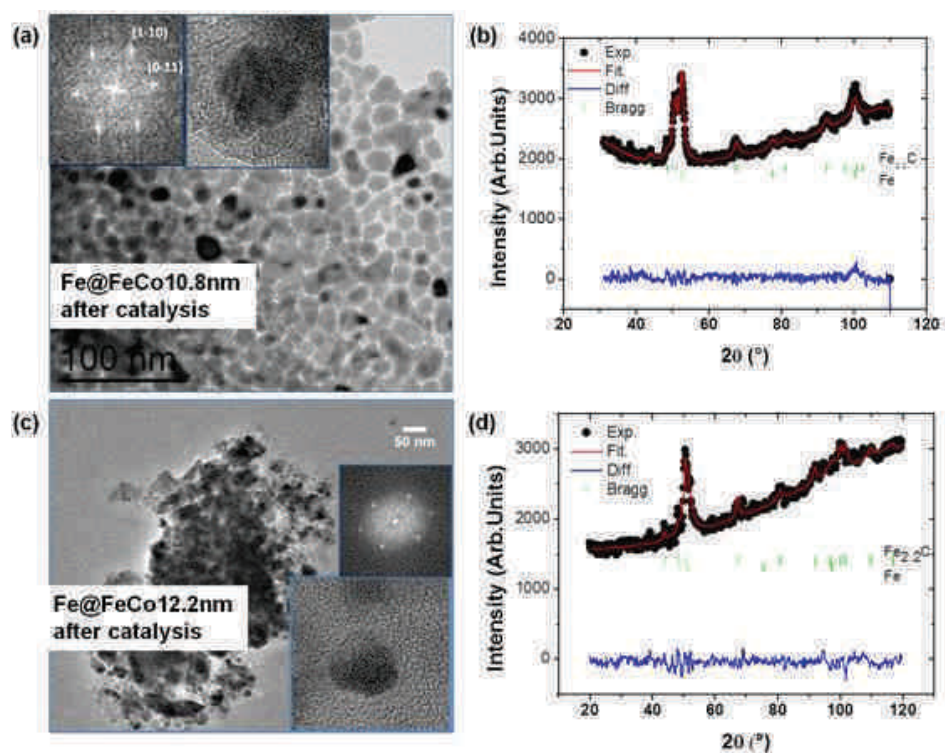 (a)
(1-10)
(0-11)
Fe@FeCo10.8nm
after catalysis
100 nm
(b)
4000
3000
2000
1000
0
Intensity (Arb.Units)
Exp.
Fit.
Diff
Bragg
Fe
20
40
60
80
100
120
2θ (°)
(c)
50 nm
Fe@FeCo12.2nm
after catalysis
(d)
3000
2000
1000
0
Intensity (Arb.Units)
Exp.
Fit.
Diff
Bragg
Fe2.2C
Fe
20
40
60
80
100
120
2θ (°)